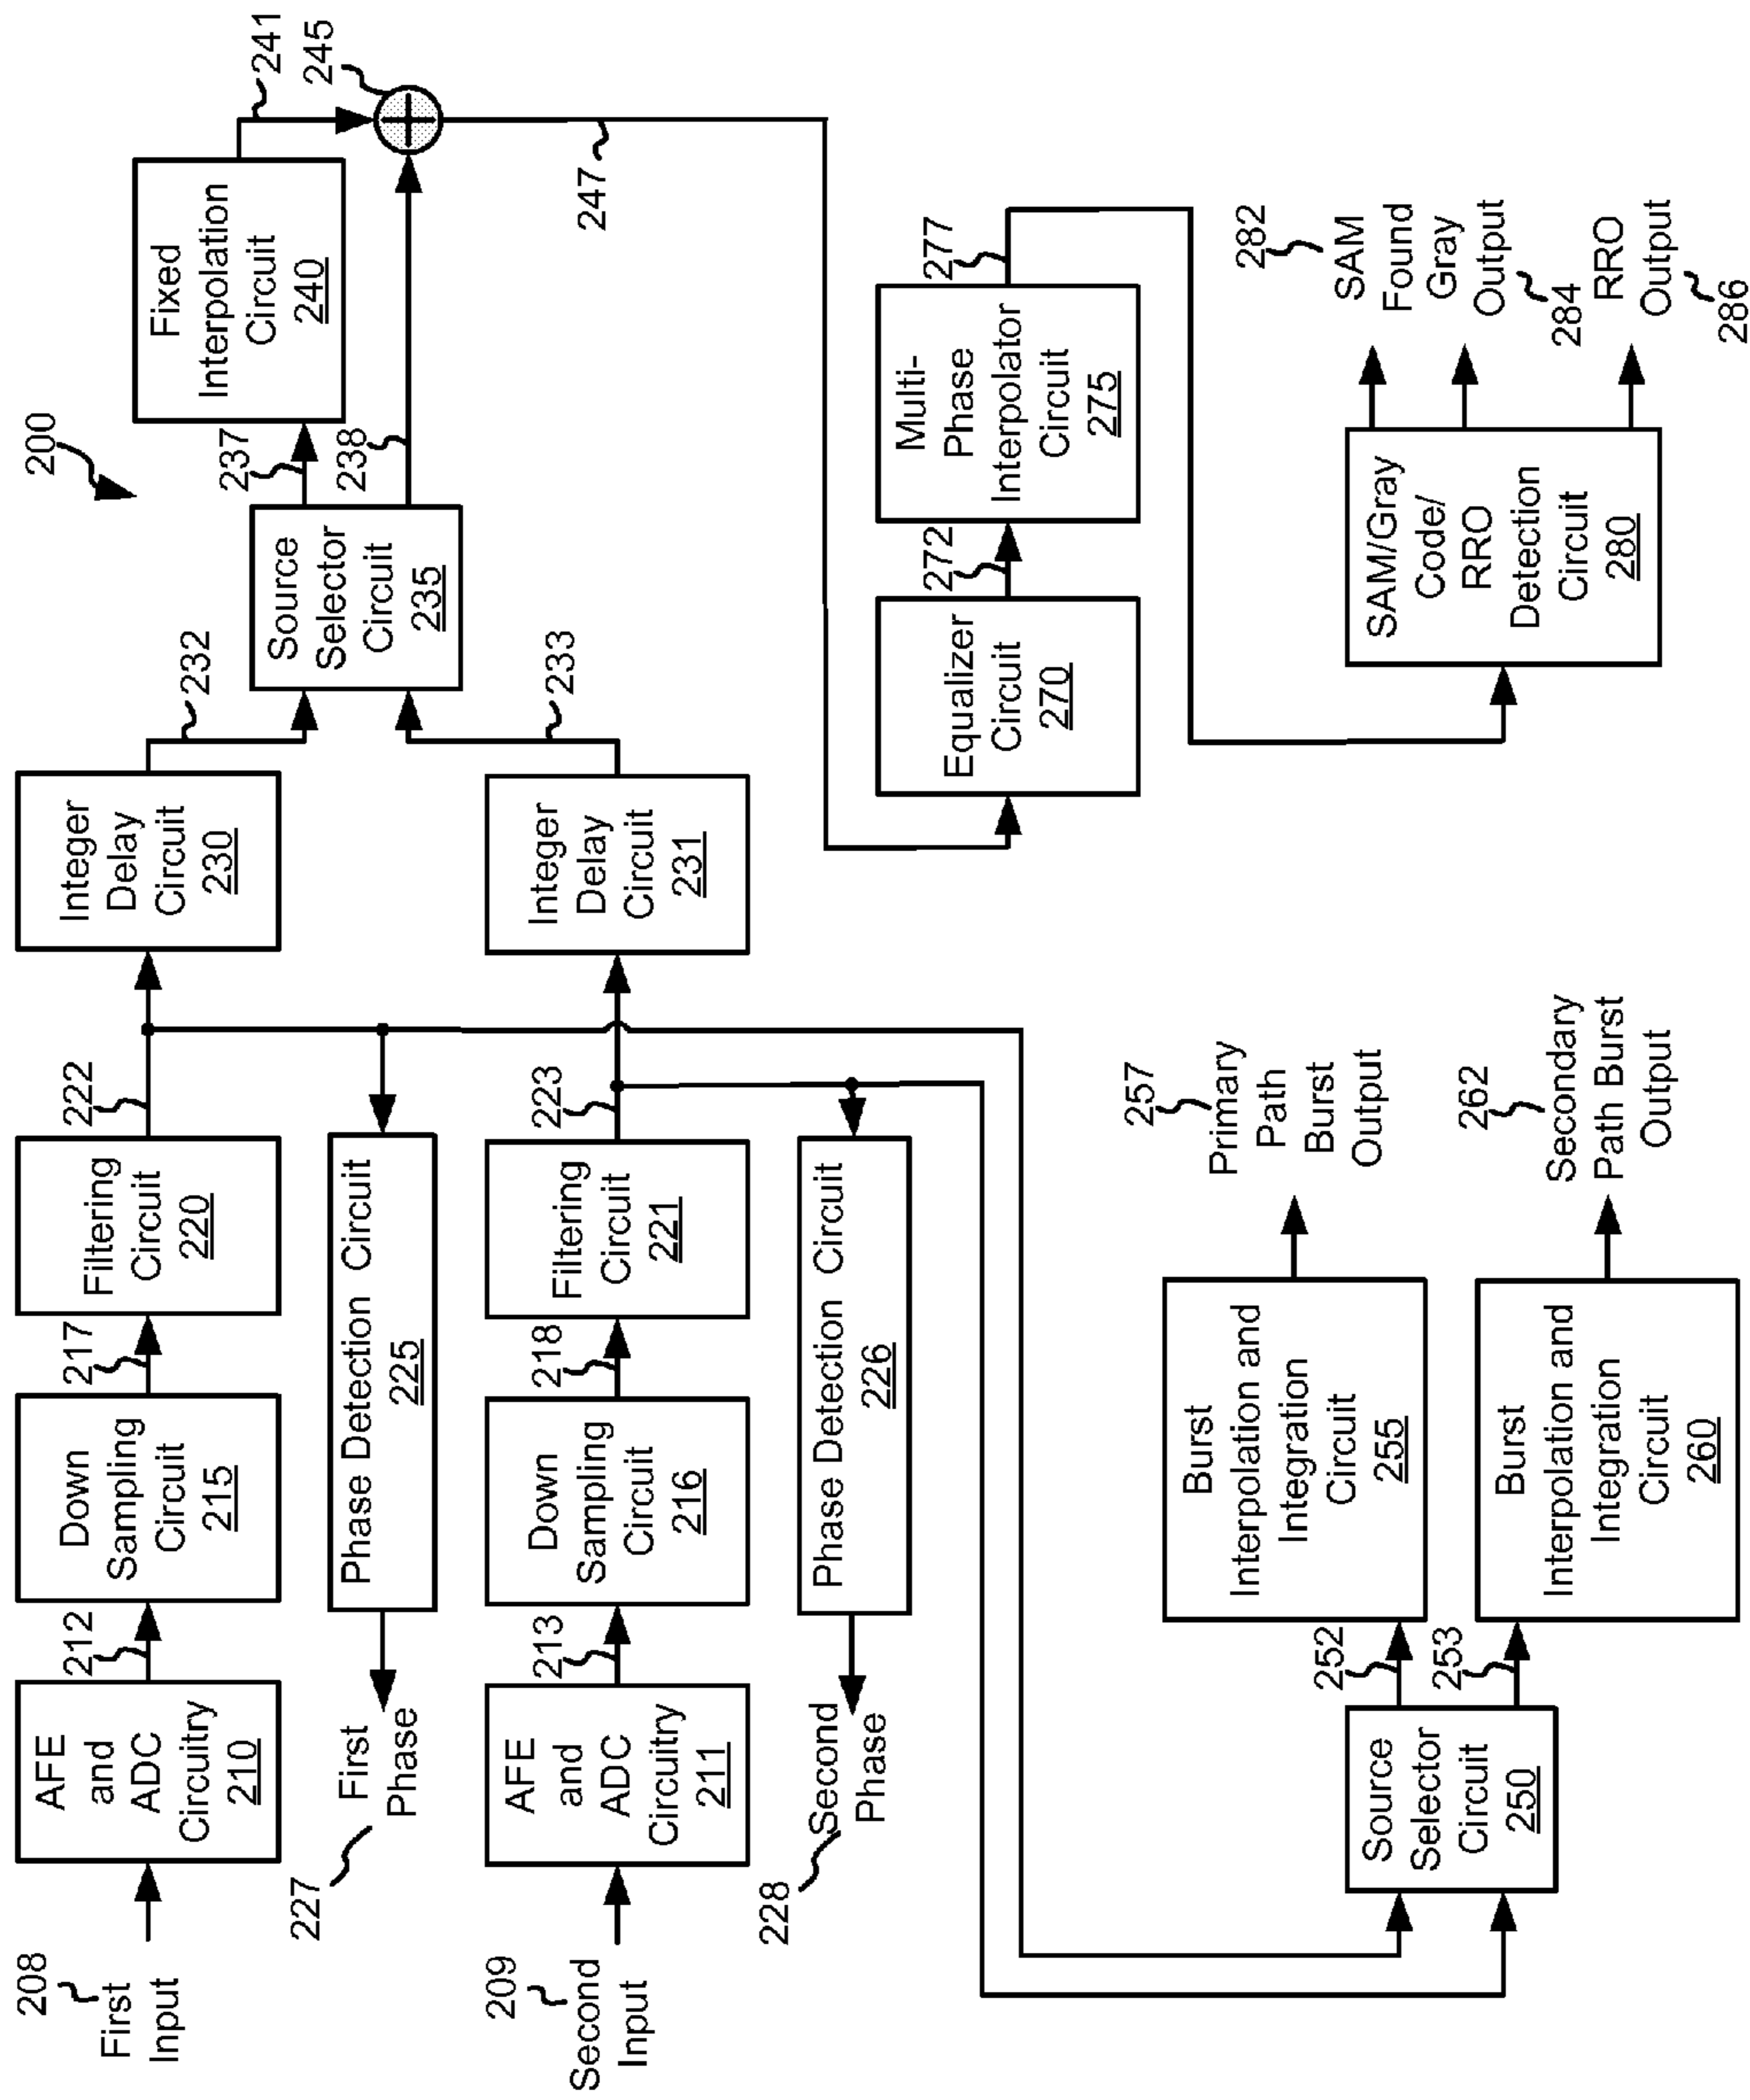 200
208
First
Input
AFE
and
ADC
Circuitry
210
212
Down
Sampling
Circuit
215
217
Filtering
Circuit
220
222
Integer
Delay
Circuit
230
232
Source
Selector
Circuit
235
237
238
Fixed
Interpolation
Circuit
240
241
245
247
227
First
Phase
Phase Detection Circuit
225
209
Second
Input
AFE
and
ADC
Circuitry
211
213
Down
Sampling
Circuit
216
218
Filtering
Circuit
221
223
Integer
Delay
Circuit
231
233
228
Second
Phase
Phase Detection Circuit
226
Equalizer
Circuit
270
272
Multi-
Phase
Interpolator
Circuit
275
277
Source
Selector
Circuit
250
252
253
Burst
Interpolation and
Integration
Circuit
255
257
Primary
Path
Burst
Output
Burst
Interpolation and
Integration
Circuit
260
262
Secondary
Path Burst
Output
SAM/Gray
Code/
RRO
Detection
Circuit
280
282
SAM
Found
Gray
Output
284
RRO
Output
286